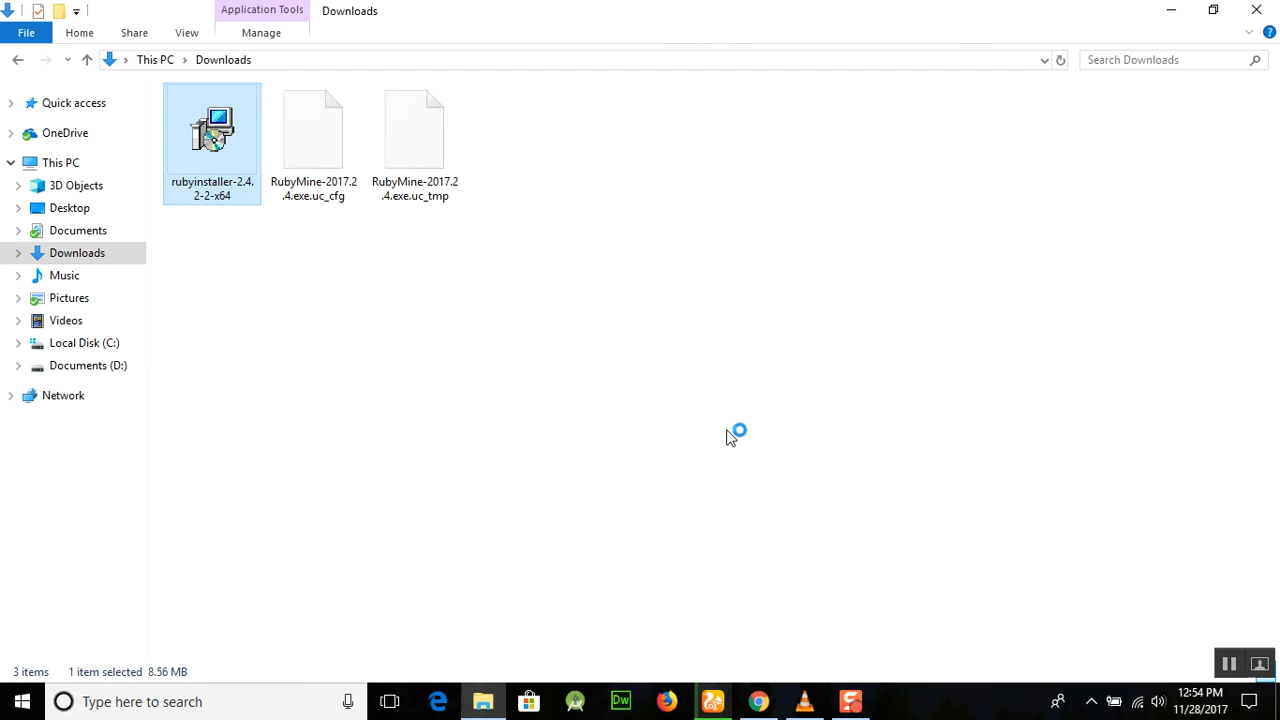 Application Tools
Downloads
File
Home
Share
View
Manage
This PC
Downloads
Search Downloads
Quick access
OneDrive
This PC
3D Objects
Desktop
Documents
Downloads
Music
Pictures
Videos
Local Disk (C:)
Documents (D:)
Network
rubyinstaller-2.4.
2-2-x64
RubyMine-2017.2
.4.exe.uc_cfg
RubyMine-2017.2
.4.exe.uc_tmp
3 items
1 item selected 8.56 MB
Type here to search
Dw
12:54 PM
11/28/2017